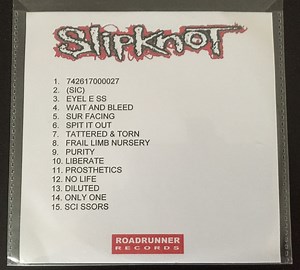 SLIPKNOT
1. 742617000027
2. (SIC)
3. EYEL E SS
4. WAIT AND BLEED
5. SUR FACING
6. SPIT IT OUT
7. TATTERED & TORN
8. FRAIL LIMB NURSERY
9. PURITY
10. LIBERATE
11. PROSTHETICS
12. NO LIFE
13. DILUTED
14. ONLY ONE
15. SCI SSORS
ROADRUNNER
RECORDS